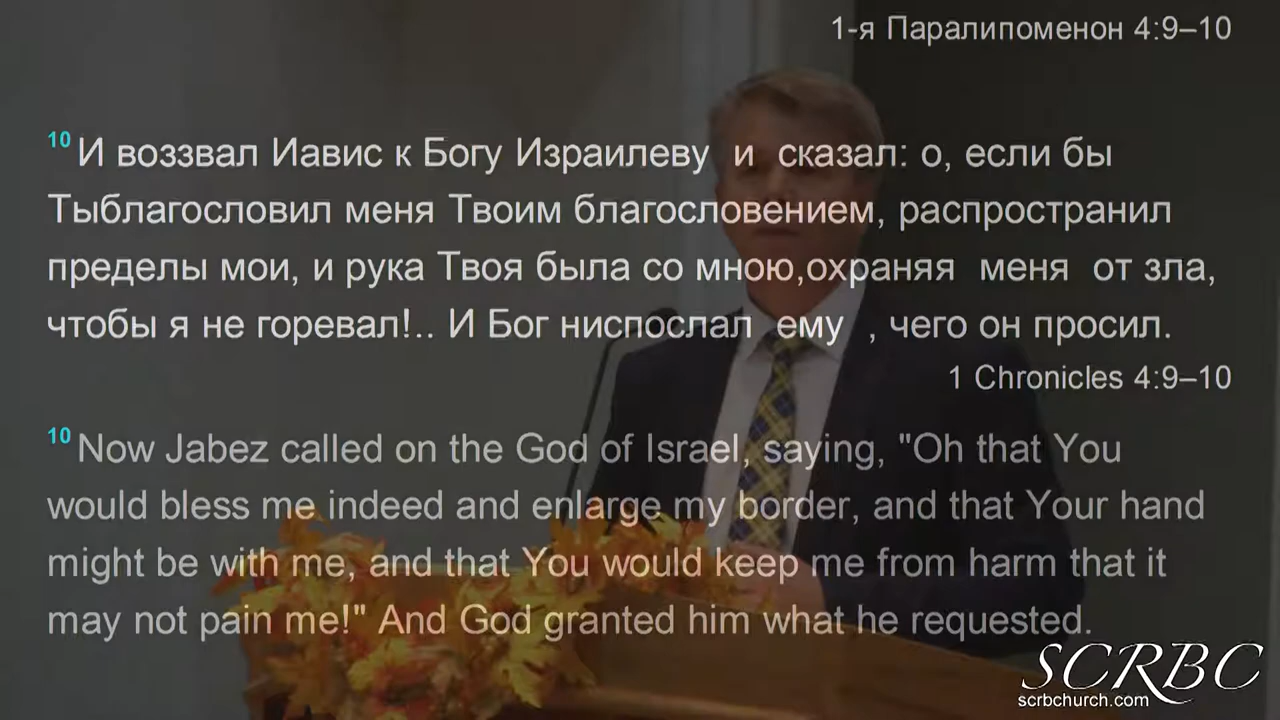 1-я Паралипоменон 4:9–10
10 И воззвал Иавис к Богу Израилеву и сказал: о, если бы
Тыблагословил меня Твоим благословением, распространил
пределы мои, и рука Твоя была со мною,охраняя меня от зла,
чтобы я не горевал!.. И Бог ниспослал ему , чего он просил.
1 Chronicles 4:9–10
10 Now Jabez called on the God of Israel, saying, "Oh that You
would bless me indeed and enlarge my border, and that Your hand
might be with me, and that You would keep me from harm that it
may not pain me!" And God granted him what he requested.
SCRBC
scrbchurch.com